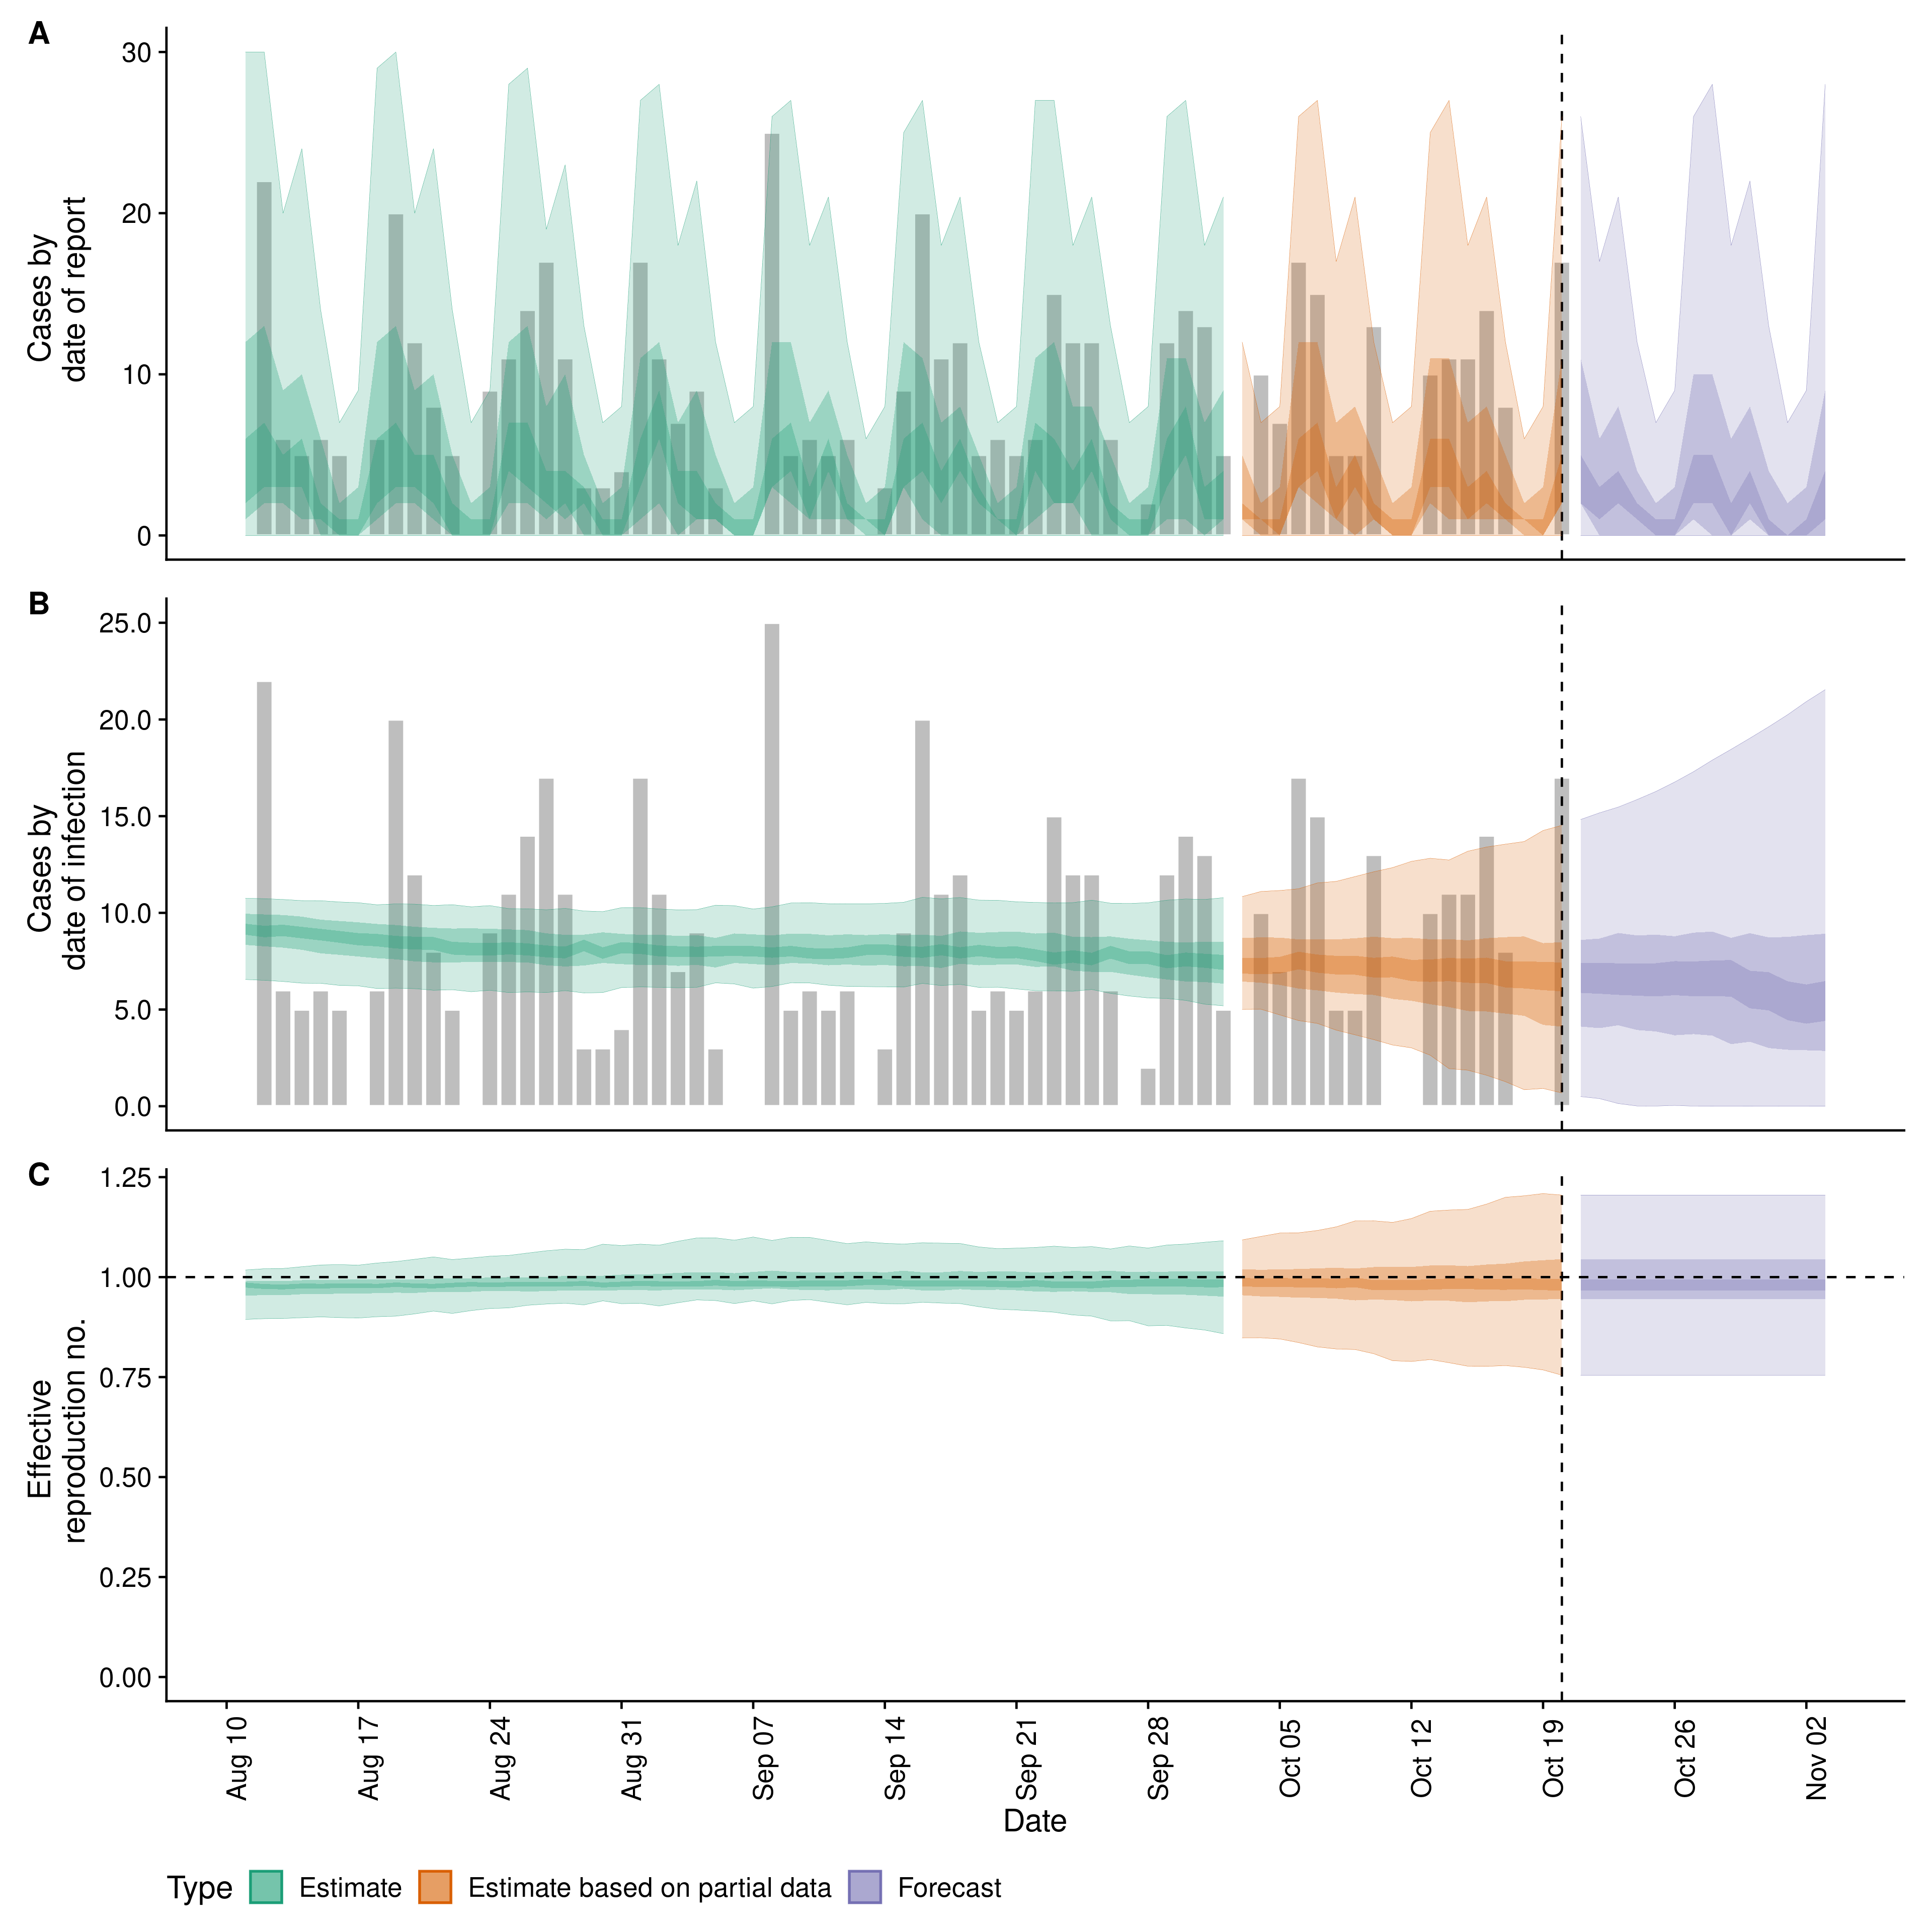 A
30
20
10
0
Cases by
date of report
B
25.0
20.0
15.0
10.0
5.0
0.0
Cases by
date of infection
C
1.25
1.00
0.75
0.50
0.25
0.00
Effective
reproduction no.
Aug 10
Aug 17
Aug 24
Aug 31
Sep 07
Sep 14
Sep 21
Sep 28
Oct 05
Oct 12
Oct 19
Oct 26
Nov 02
Date
Type Estimate Estimate based on partial data Forecast